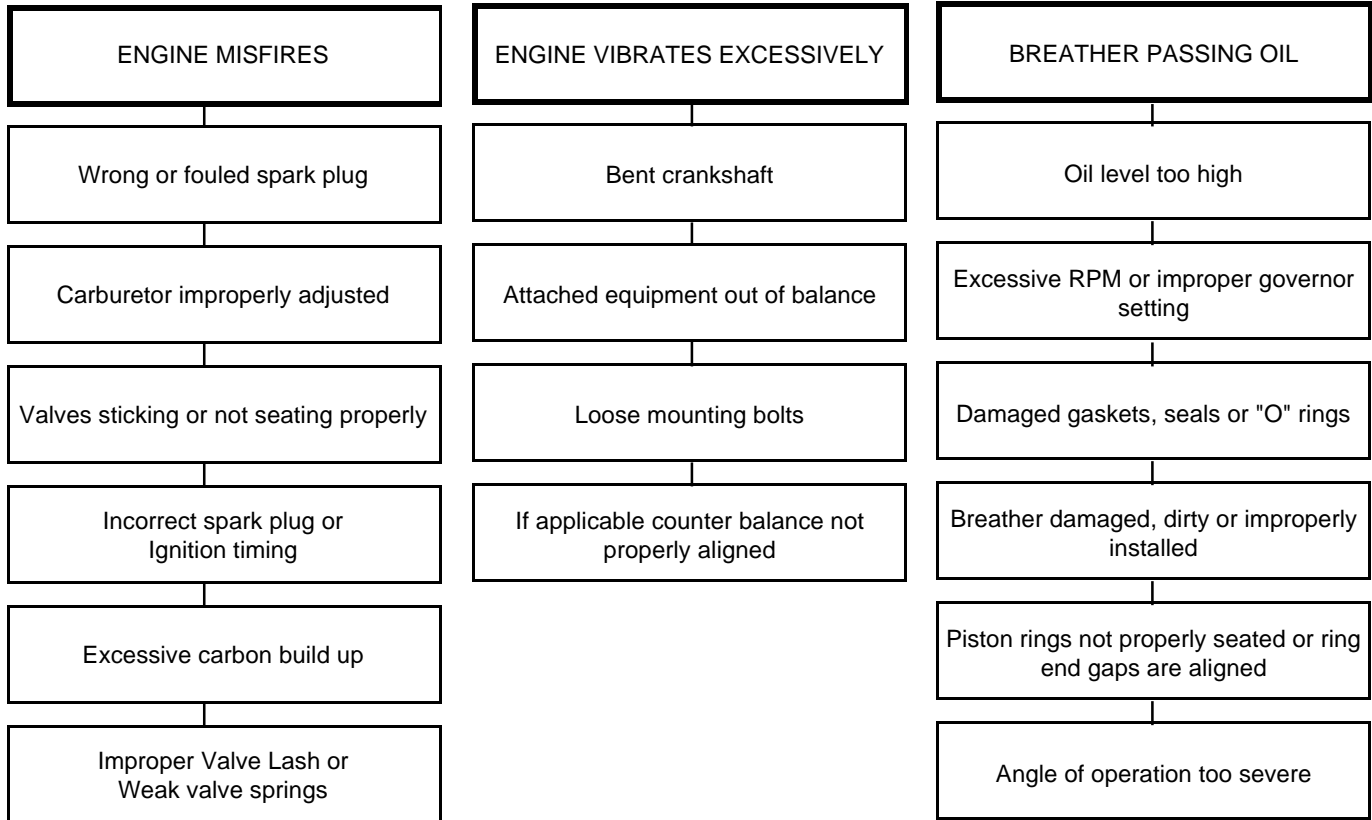 ENGINE MISFIRES
Wrong or fouled spark plug
Carburetor improperly adjusted
Valves sticking or not seating properly
Incorrect spark plug or
Ignition timing
Excessive carbon build up
Improper Valve Lash or
Weak valve springs
ENGINE VIBRATES EXCESSIVELY
Bent crankshaft
Attached equipment out of balance
Loose mounting bolts
If applicable counter balance not
properly aligned
BREATHER PASSING OIL
Oil level too high
Excessive RPM or improper governor
setting
Damaged gaskets, seals or "O" rings
Breather damaged, dirty or improperly
installed
Piston rings not properly seated or ring
end gaps are aligned
Angle of operation too severe